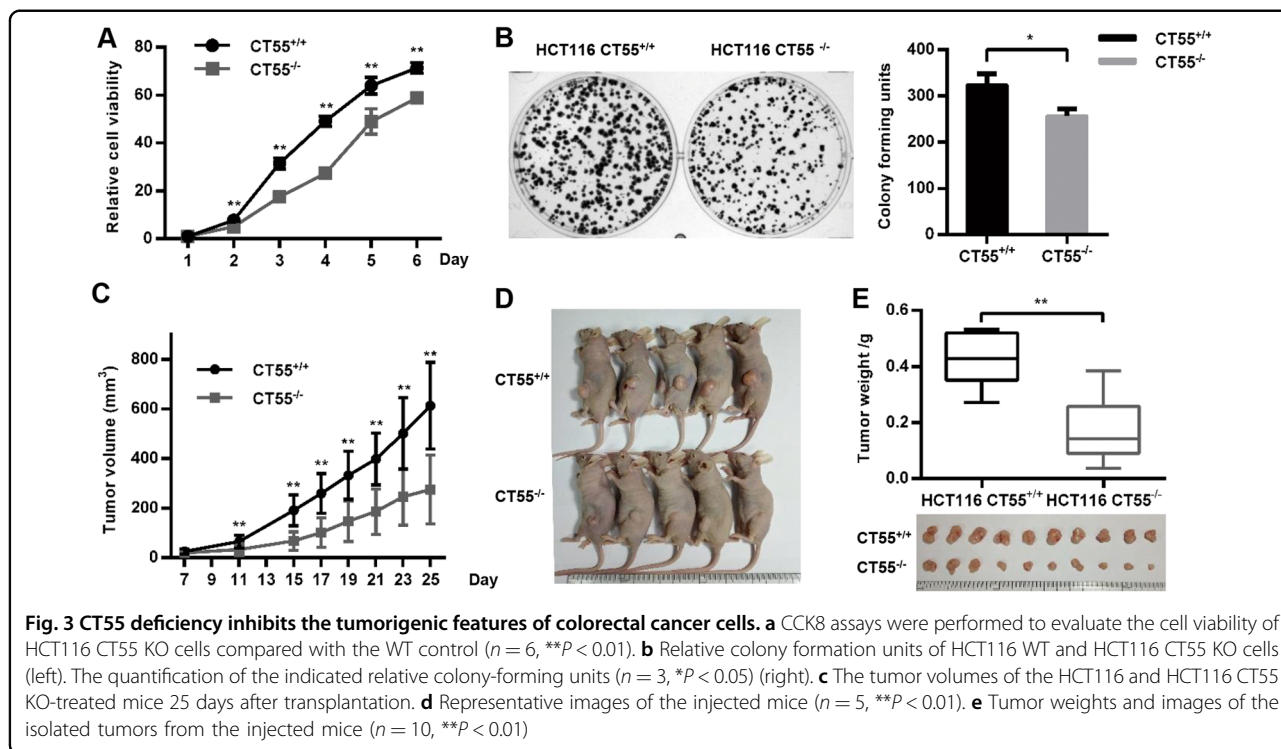 A
CT55+/+
CT55-/-
Relative cell viability
80
60
40
20
0
**
**
**
**
**
1 2 3 4 5 6 Day
B
HCT116 CT55+/+ HCT116 CT55 -/-
Colony forming units
400
300
200
100
0
*
CT55+/+ CT55-/-
CT55+/+
CT55-/-
C
Tumor volume (mm3)
800
600
400
200
0
CT55+/+
CT55-/-
**
**
**
**
**
**
**
7 9 11 13 15 17 19 21 23 25 Day
D
CT55+/+
CT55-/-
E
Tumor weight /g
0.6
0.4
0.2
0.0
**
HCT116 CT55+/+ HCT116 CT55-/-
CT55+/+
CT55-/-
Fig. 3 CT55 deficiency inhibits the tumorigenic features of colorectal cancer cells. a CCK8 assays were performed to evaluate the cell viability of
HCT116 CT55 KO cells compared with the WT control (n = 6, **P < 0.01). b Relative colony formation units of HCT116 WT and HCT116 CT55 KO cells
(left). The quantification of the indicated relative colony-forming units (n = 3, *P < 0.05) (right). c The tumor volumes of the HCT116 and HCT116 CT55
KO-treated mice 25 days after transplantation. d Representative images of the injected mice (n = 5, **P < 0.01). e Tumor weights and images of the
isolated tumors from the injected mice (n = 10, **P < 0.01)